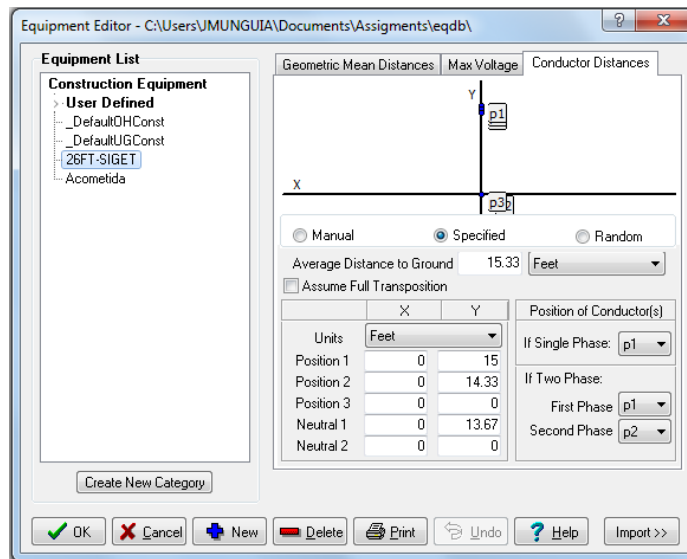 Equipment Editor - C:\Users\JMUNGUIA\Documents\Assigments\eqdb\
Equipment List
Construction Equipment
User Defined
_DefaultOHConst
_DefaultUGConst
26FT-SIGET
Acometida
Create New Category
Geometric Mean Distances Max Voltage Conductor Distances
Y
p1
X
p3 2
Manual Specified Random
Average Distance to Ground 15.33 Feet
Assume Full Transposition
X Y
Units Feet
Position 1 0 15
Position 2 0 14.33
Position 3 0 0
Neutral 1 0 13.67
Neutral 2 0 0
Position of Conductor(s)
If Single Phase: p1
If Two Phase:
First Phase p1
Second Phase p2
OK Cancel New Delete Print Undo Help Import >>